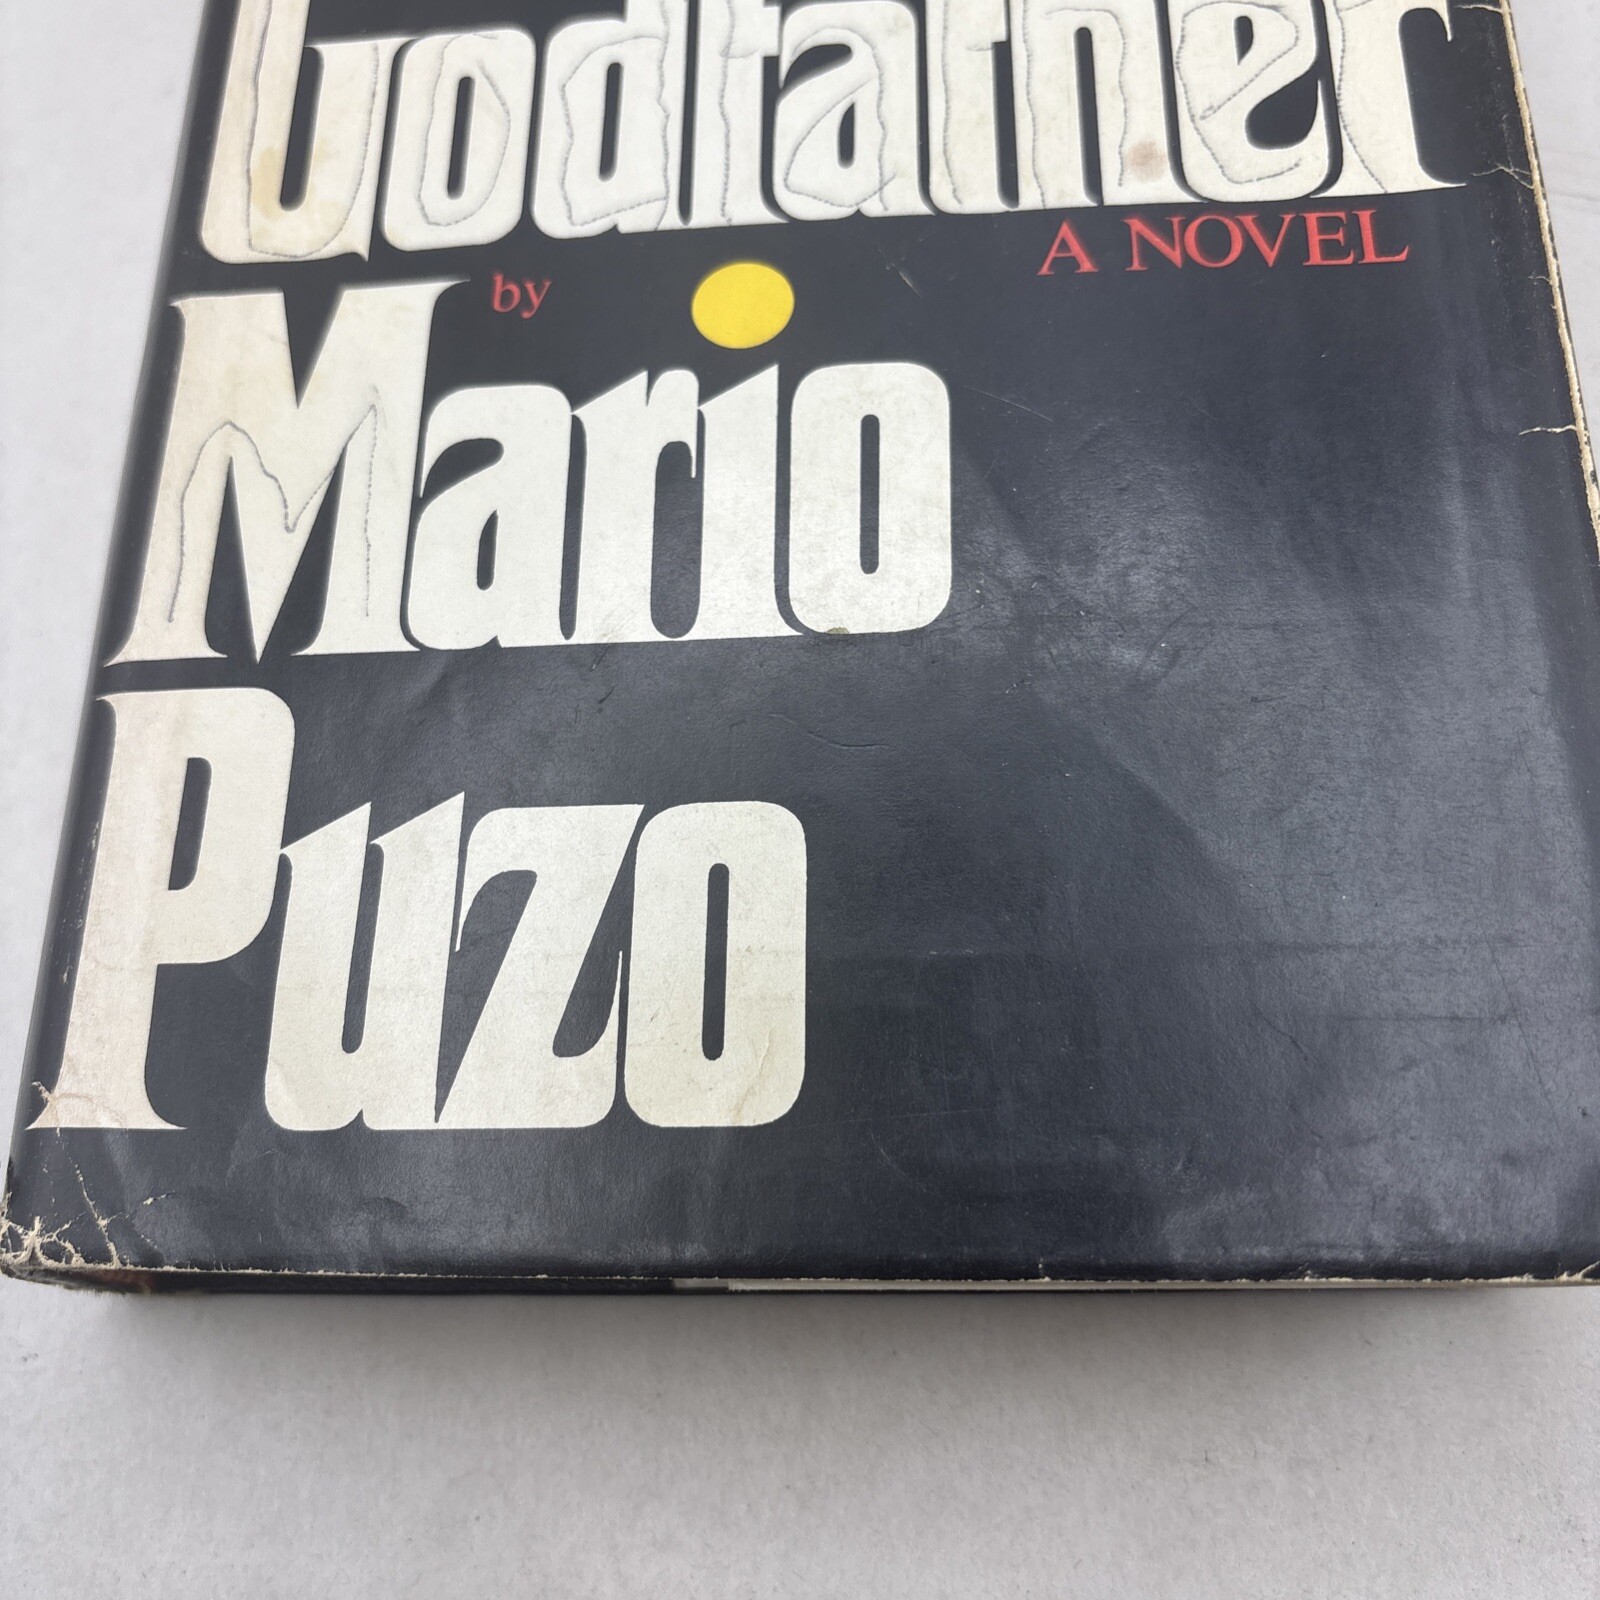 Godfather
A NOVEL
by
Mario
Puzo